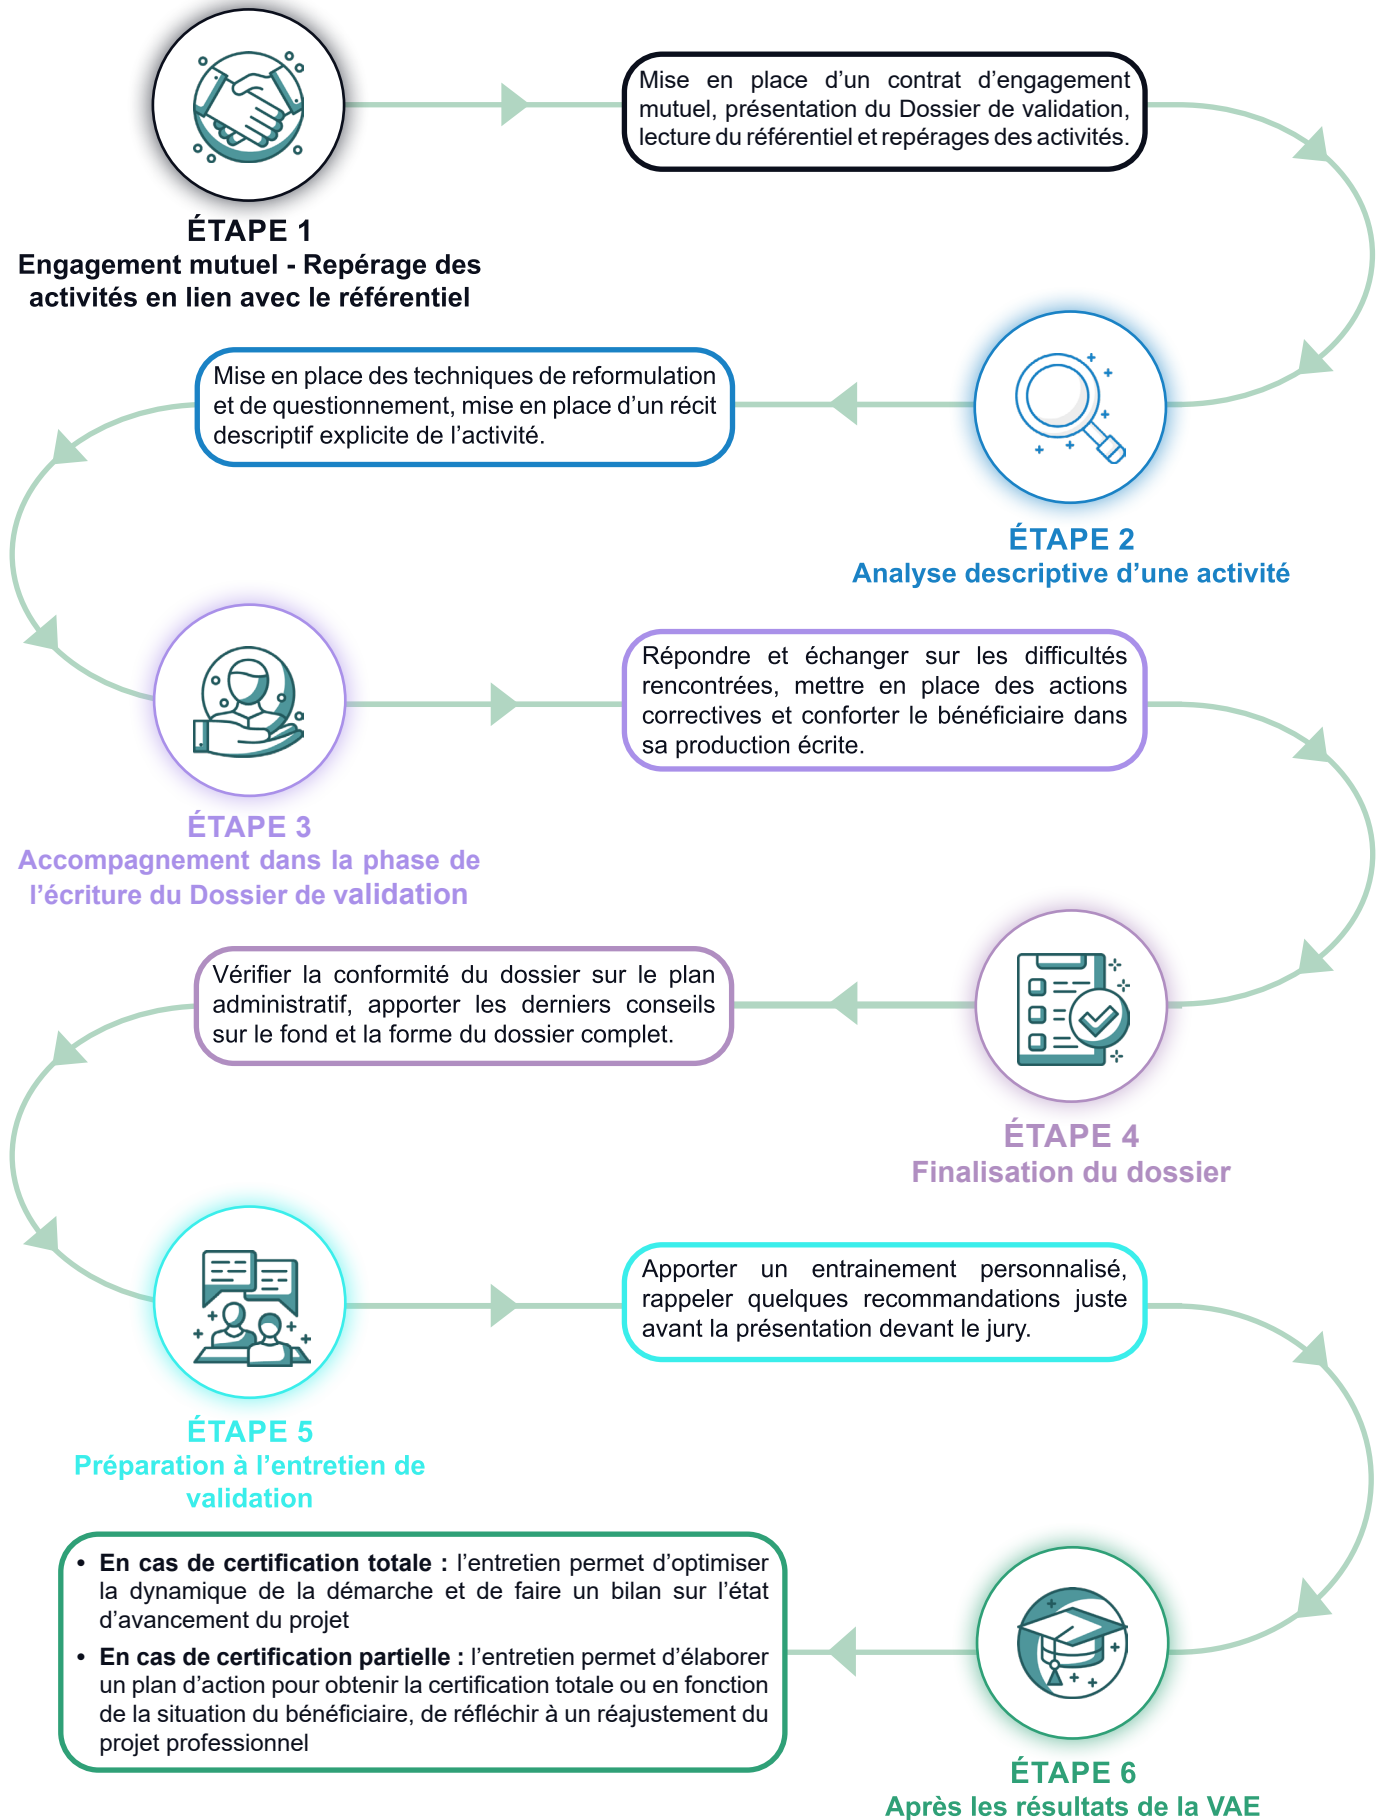 ÉTAPE 1
Engagement mutuel - Repérage des
activités en lien avec le référentiel
Mise en place d’un contrat d’engagement
mutuel, présentation du Dossier de validation,
lecture du référentiel et repérages des activités.
ÉTAPE 2
Analyse descriptive d’une activité
Mise en place des techniques de reformulation
et de questionnement, mise en place d’un récit
descriptif explicite de l’activité.
ÉTAPE 3
Accompagnement dans la phase de
l’écriture du Dossier de validation
Répondre et échanger sur les difficultés
rencontrées, mettre en place des actions
correctives et conforter le bénéficiaire dans
sa production écrite.
ÉTAPE 4
Finalisation du dossier
Vérifier la conformité du dossier sur le plan
administratif, apporter les derniers conseils
sur le fond et la forme du dossier complet.
ÉTAPE 5
Préparation à l’entretien de
validation
Apporter un entrainement personnalisé,
rappeler quelques recommandations juste
avant la présentation devant le jury.
ÉTAPE 6
Après les résultats de la VAE
• En cas de certification totale : l’entretien permet d’optimiser
la dynamique de la démarche et de faire un bilan sur l’état
d’avancement du projet
• En cas de certification partielle : l’entretien permet d’élaborer
un plan d’action pour obtenir la certification totale ou en fonction
de la situation du bénéficiaire, de réfléchir à un réajustement du
projet professionnel